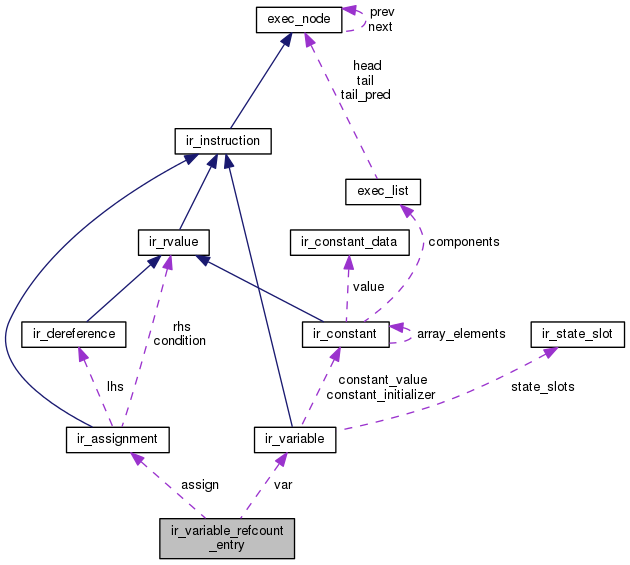 exec_node
prev
next
head
tail
tail_pred
ir_instruction
exec_list
ir_rvalue
ir_constant_data
components
value
ir_dereference
rhs
condition
ir_constant
array_elements
ir_state_slot
lhs
constant_value
constant_initializer
state_slots
ir_assignment
ir_variable
assign
var
ir_variable_refcount
_entry